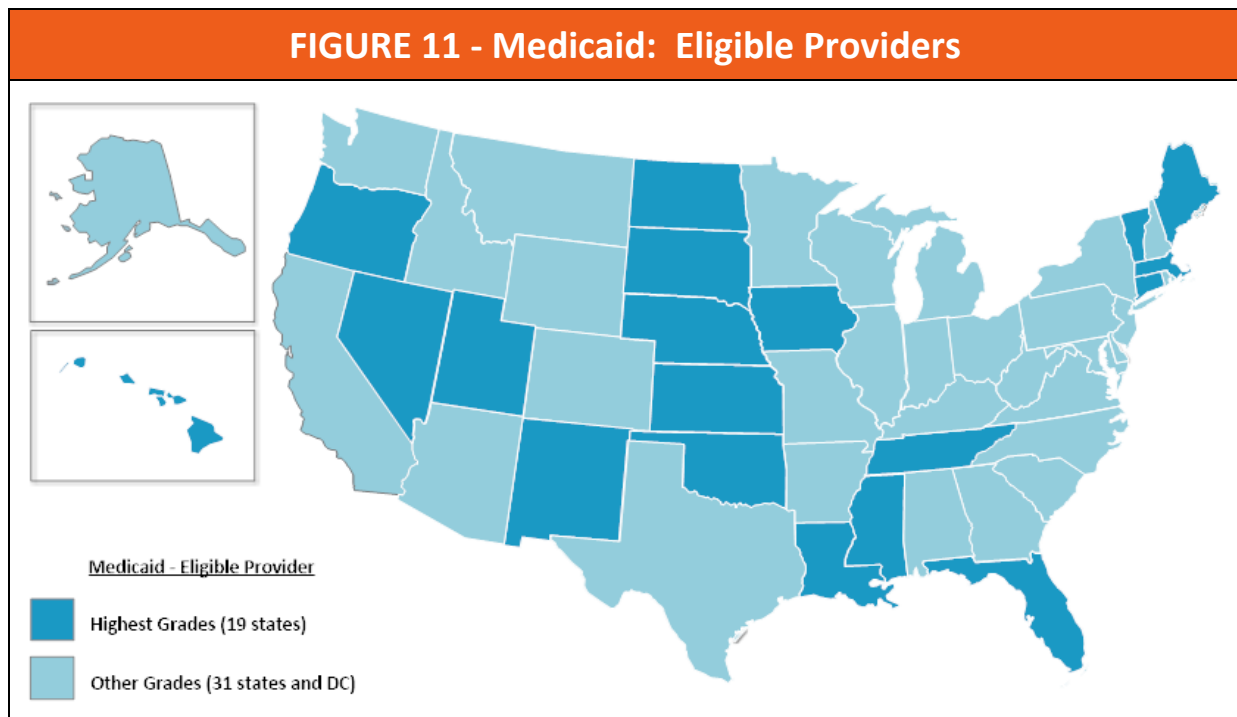 FIGURE 11 - Medicaid: Eligible Providers
Medicaid - Eligible Provider
Highest Grades (19 states)
Other Grades (31 states and DC)